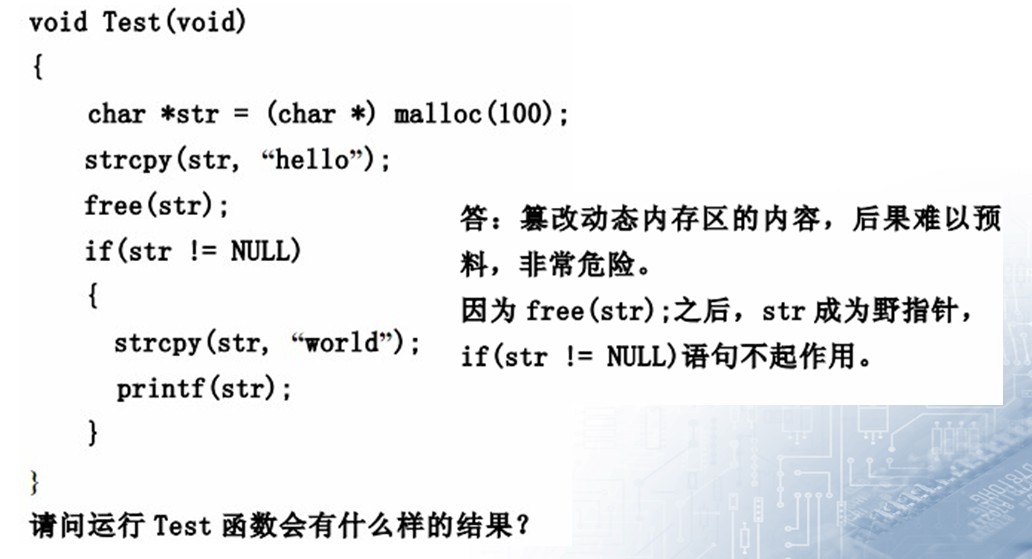 void Test(void)
{
char *str = (char *) malloc(100);
strcpy(str, “hello”);
free(str);
if(str != NULL)
{
strcpy(str, “world”);
printf(str);
}
}
请问运行 Test 函数会有什么样的结果？
答：篡改动态内存区的内容，后果难以预
料，非常危险。
因为 free(str);之后，str 成为野指针，
if(str != NULL)语句不起作用。